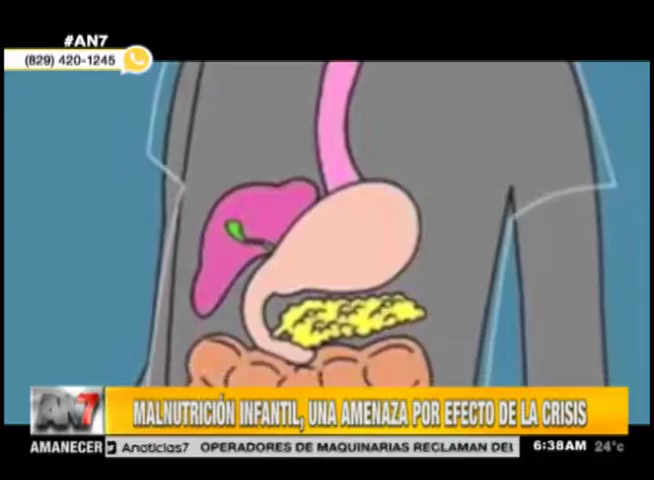 #AN7
(829) 420-1245
AN7
MALNUTRICIÓN INFANTIL, UNA AMENAZA POR EFECTO DE LA CRISIS
AMANECER
Anoticias7 OPERADORES DE MAQUINARIAS RECLAMAN DEL
6:38AM 24°c